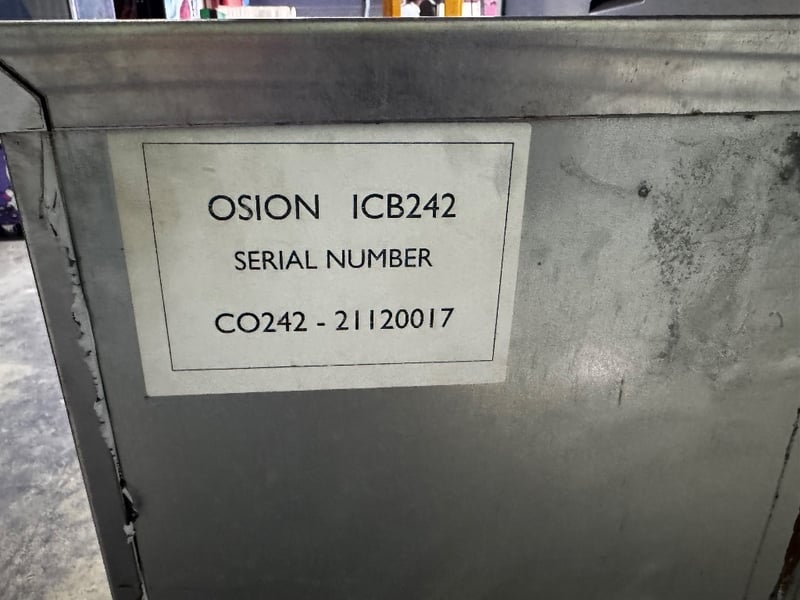 OSION ICB242
SERIAL NUMBER
CO242 - 21120017